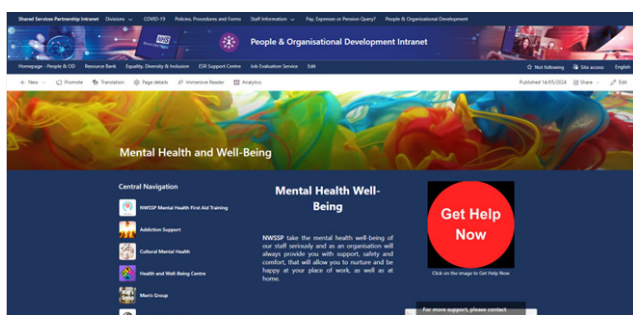 Shared Services Partnership Intranet Divisions COVID-19 Policies, Procedures and Forms Staff Information Pay, Expenses or Pension Query? People & Organisational Development
NHS
People & Organisational Development Intranet
Homepage - People & OD Resource Bank Equality, Diversity & Inclusion ESR Support Centre Job Evaluation Service Edit Not following Site access English
New Promote Translation Page details Immersive Reader Analytics Published 16/05/2024 Share Edit
Mental Health and Well-Being
Central Navigation
NWSSP Mental Health First Aid Training
Addiction Support
Cultural Mental Health
Health and Well-Being Centre
Men's Group
Mental Health Well-
Being
NWSSP take the mental health well-being of
our staff seriously and as an organisation will
always provide you with support, safety and
comfort, that will allow you to nurture and be
happy at your place of work, as well as at
home.
Get Help
Now
Click on the image to Get Help Now
For more support, please contact